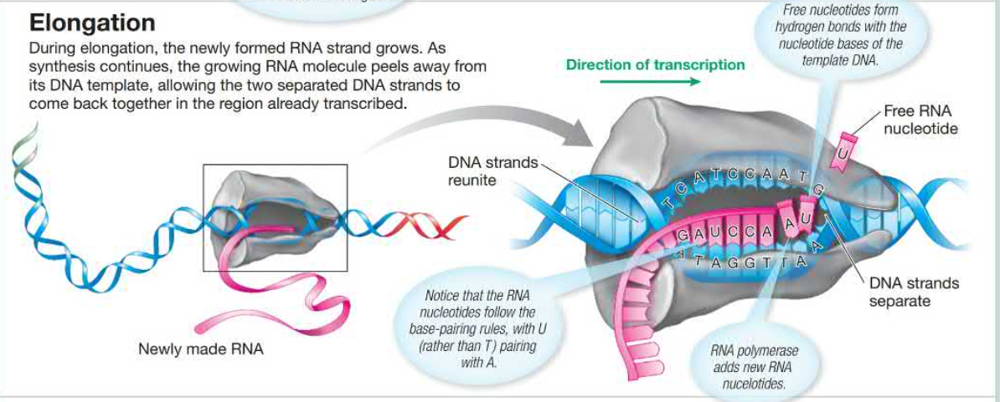 Elongation
During elongation, the newly formed RNA strand grows. As
synthesis continues, the growing RNA molecule peels away from
its DNA template, allowing the two separated DNA strands to
come back together in the region already transcribed.
Free nucleotides form
hydrogen bonds with the
nucleotide bases of the
template DNA.
Direction of transcription
Free RNA
nucleotide
U
DNA strands
reunite
T C A T C C A A T G
G A U C C A A U
T A G G T T A A
DNA strands
separate
Notice that the RNA
nucleotides follow the
base-pairing rules, with U
(rather than T) pairing
with A.
RNA polymerase
adds new RNA
nucelotides.
Newly made RNA